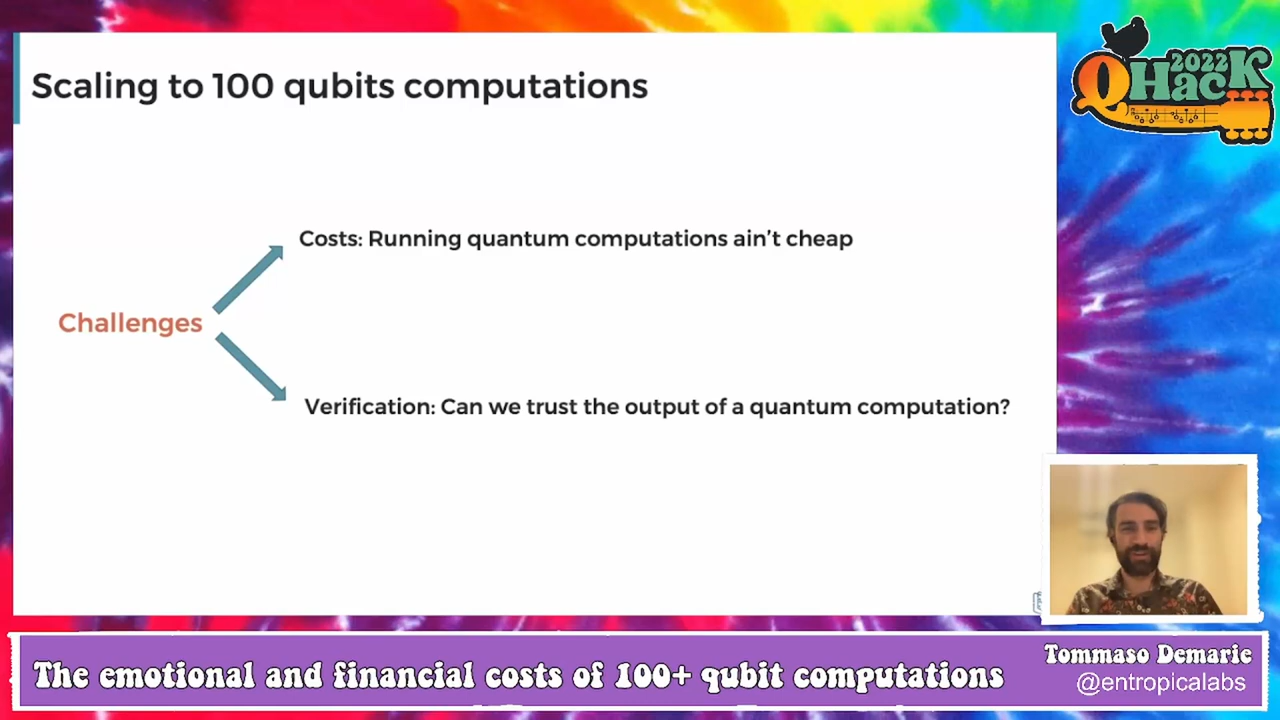 Scaling to 100 qubits computations
2022
QHacK
Costs: Running quantum computations ain't cheap
Challenges
Verification: Can we trust the output of a quantum computation?
The emotional and financial costs of 100+ qubit computations
Tommaso Demarie
@entropicalabs